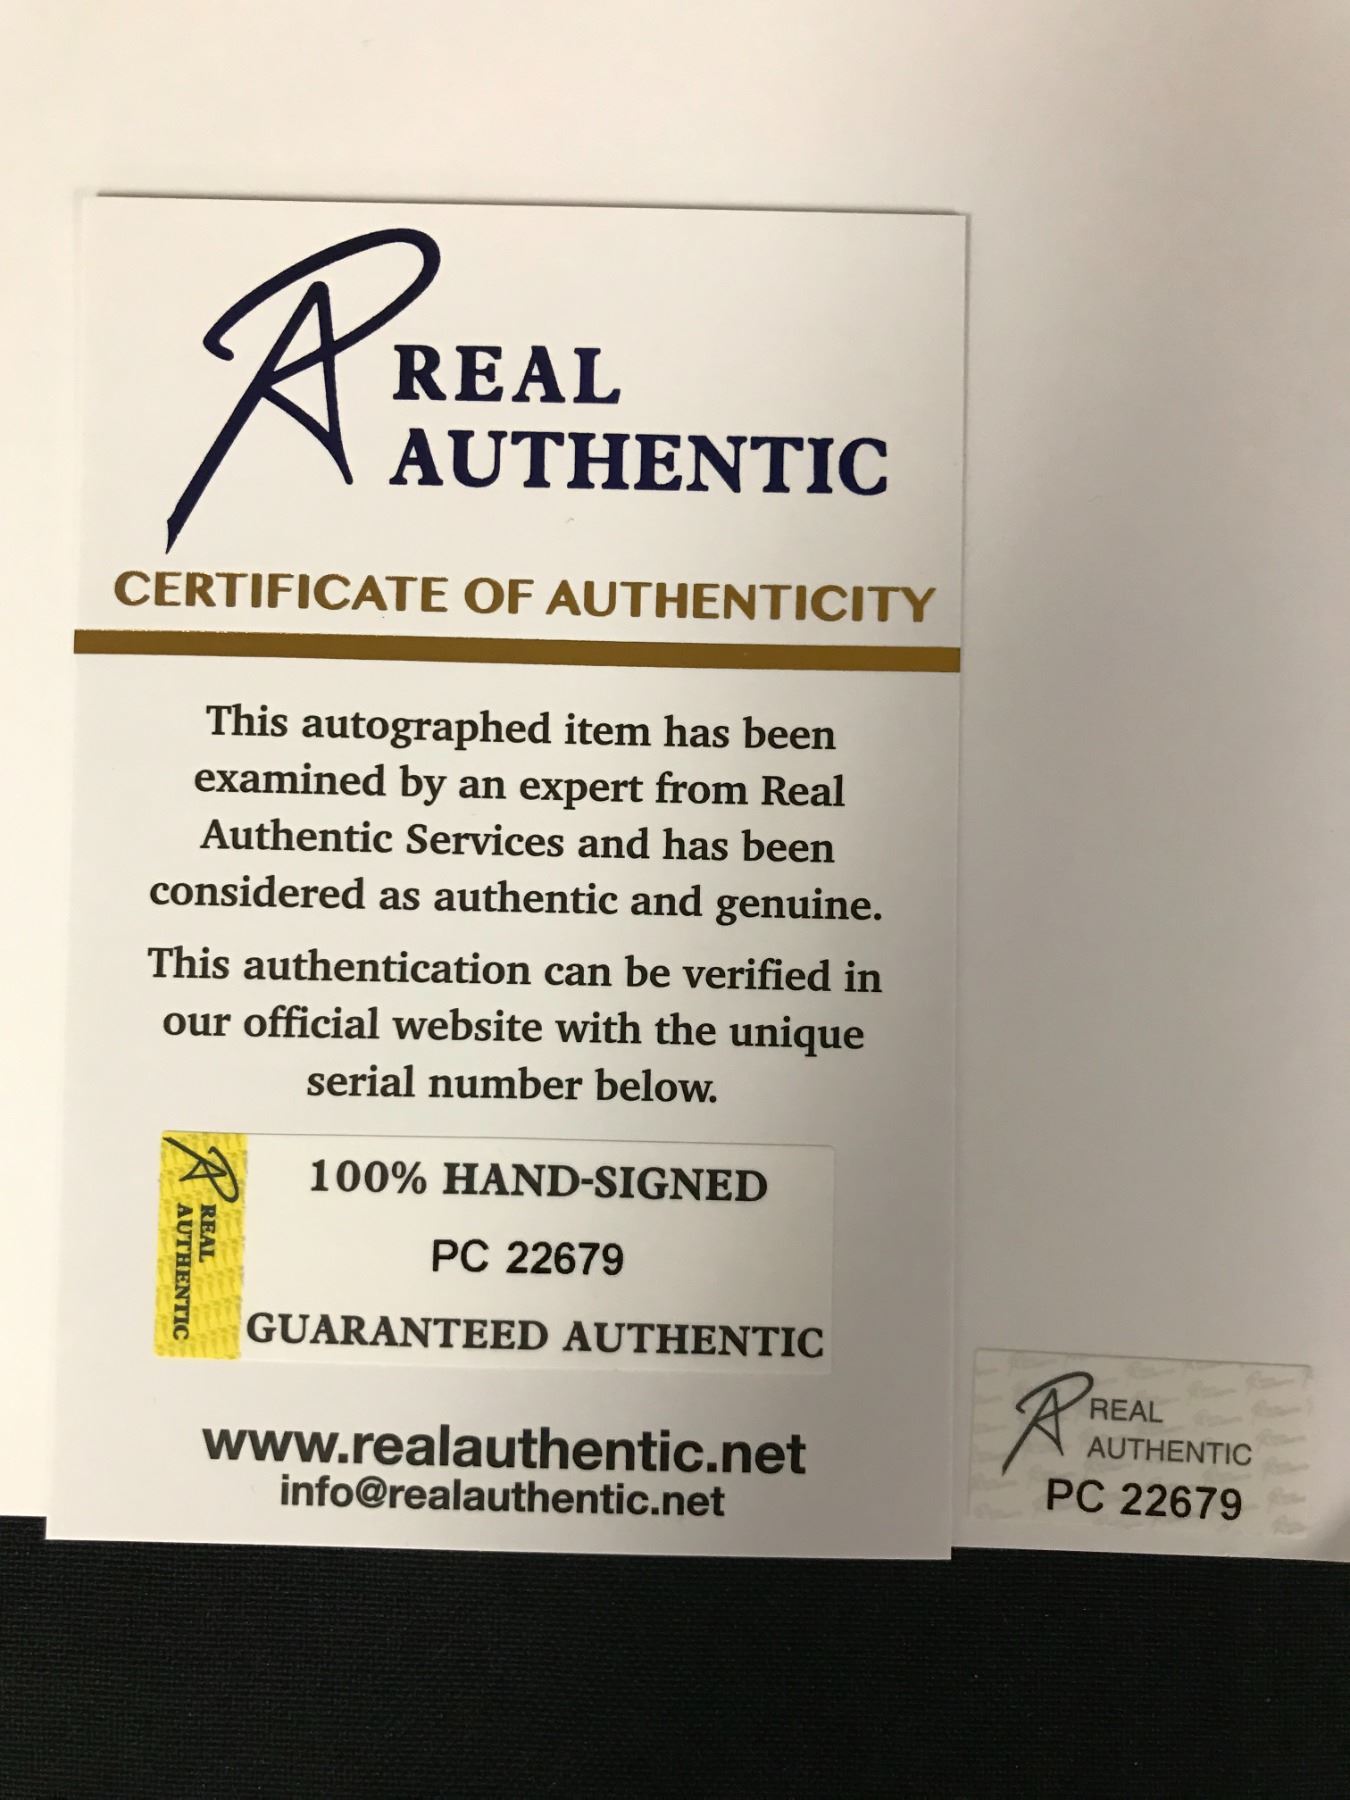 REAL
AUTHENTIC
CERTIFICATE OF AUTHENTICITY
This autographed item has been
examined by an expert from Real
Authentic Services and has been
considered as authentic and genuine.
This authentication can be verified in
our official website with the unique
serial number below.
REAL
AUTHENTIC
100% HAND-SIGNED
PC 22679
GUARANTEED AUTHENTIC
www.realauthentic.net
info@realauthentic.net
REAL
AUTHENTIC
PC 22679